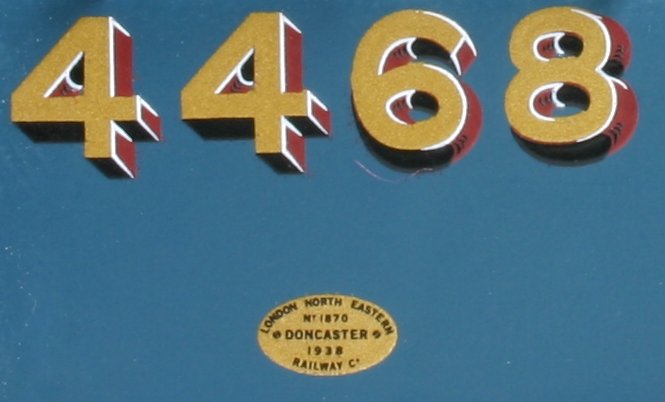 4468
LONDON NORTH EASTERN
Nº 1870
DONCASTER
1938
RAILWAY Cº